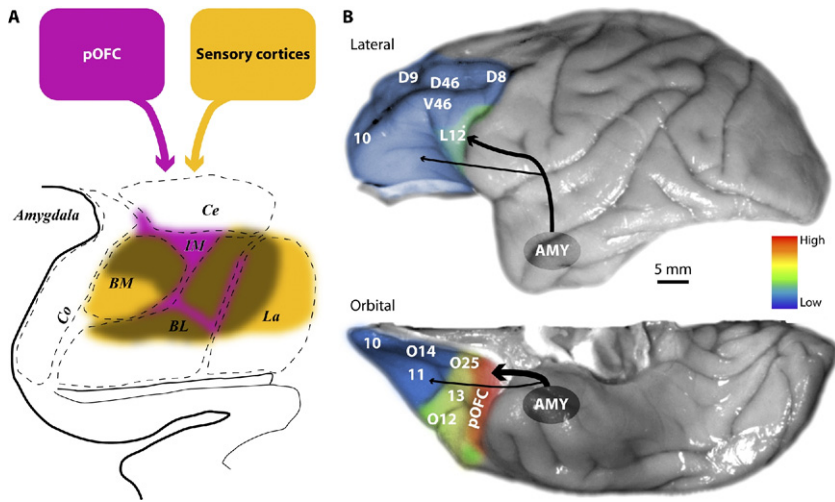 A
pOFC
Sensory cortices
Amygdala
Ce
IM
BM
Co
BL
La
B
Lateral
D9
D46
D8
V46
10
L12
AMY
5 mm
High
Low
Orbital
10
O14
O25
11
13
pOFC
O12
AMY